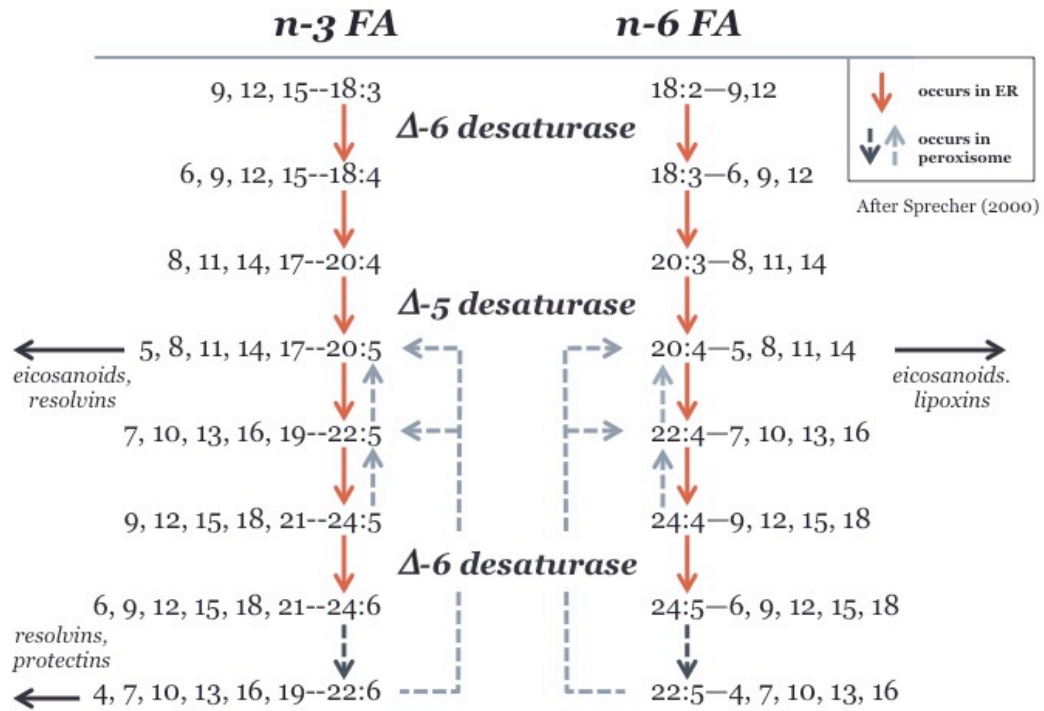 n-3 FA
n-6 FA
9, 12, 15--18:3
18:2—9,12
occurs in ER
Δ-6 desaturase
occurs in
peroxisome
6, 9, 12, 15--18:4
18:3—6, 9, 12
After Sprecher (2000)
8, 11, 14, 17--20:4
20:3—8, 11, 14
Δ-5 desaturase
5, 8, 11, 14, 17--20:5
20:4—5, 8, 11, 14
eicosanoids,
resolvins
eicosanoids.
lipoxins
7, 10, 13, 16, 19--22:5
22:4—7, 10, 13, 16
9, 12, 15, 18, 21--24:5
24:4—9, 12, 15, 18
Δ-6 desaturase
6, 9, 12, 15, 18, 21--24:6
24:5—6, 9, 12, 15, 18
resolvins,
protectins
4, 7, 10, 13, 16, 19--22:6
22:5—4, 7, 10, 13, 16